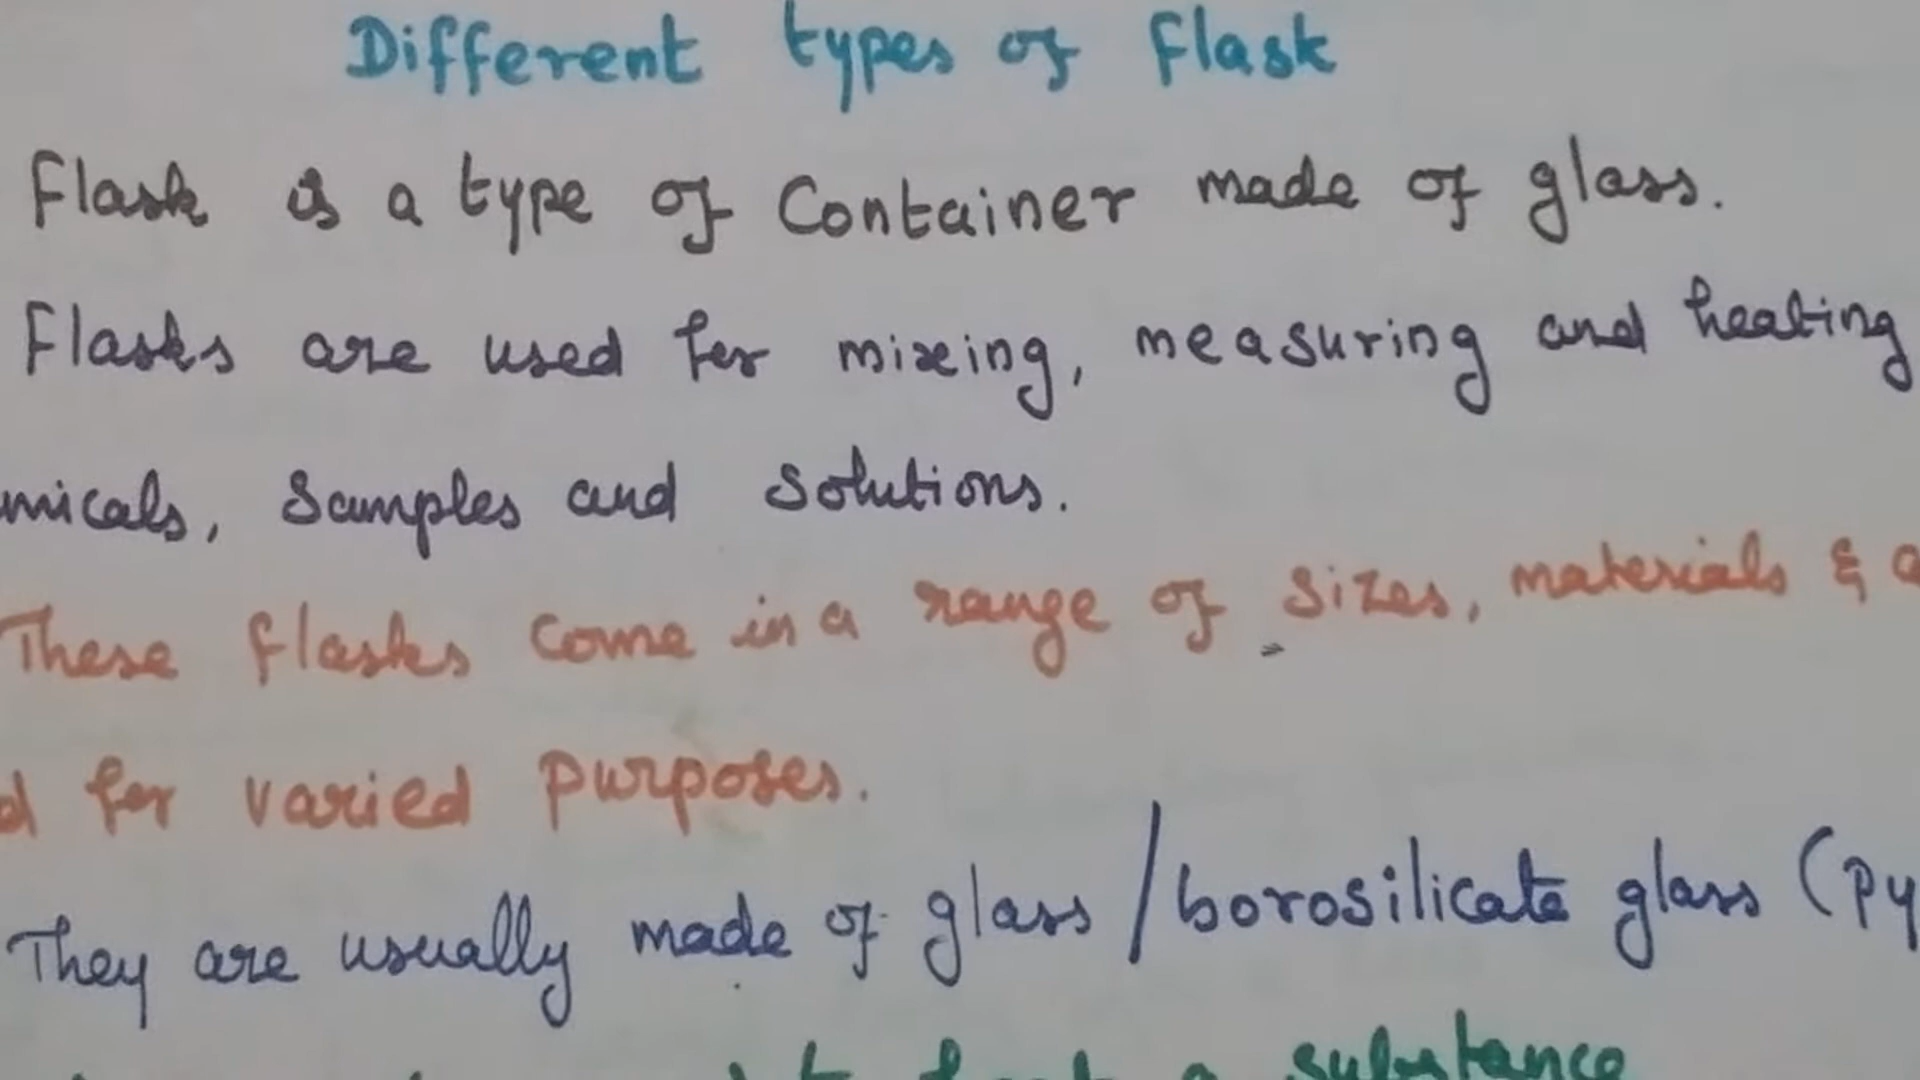 Different types of flask
Flask is a type of Container made of glass.
Flasks are used for mixing, measuring and heating
micals, Samples and Solutions.
These flasks come in a range of sizes, materials &
d for varied purposes.
They are usually made of glass / borosilicate glass (Py
a substance